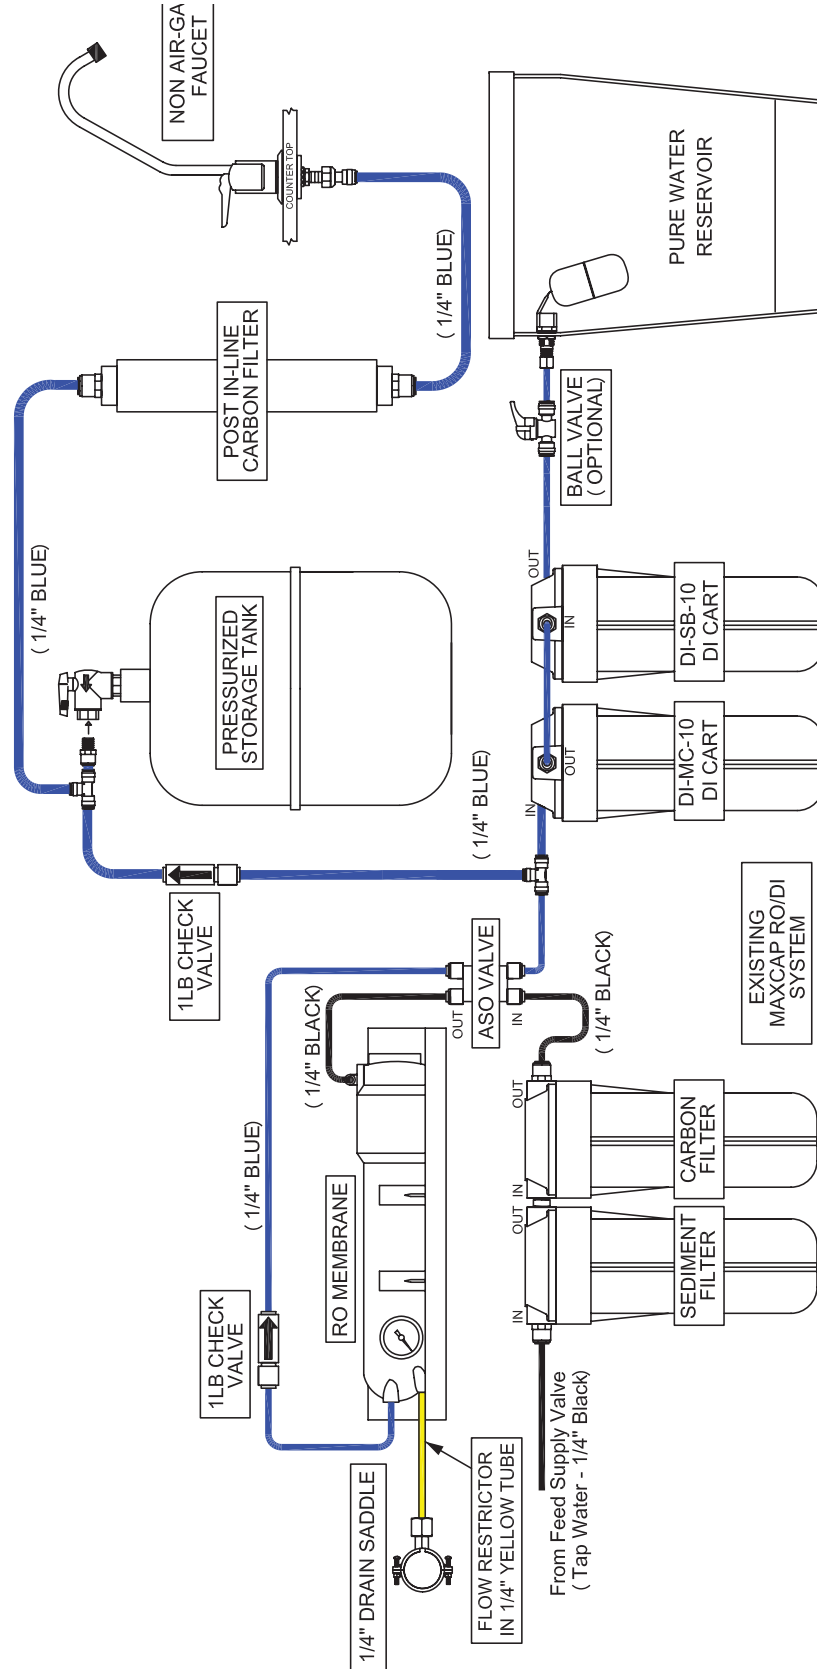 NON AIR-GA
FAUCET
COUNTER TOP
PURE WATER
RESERVOIR
( 1/4" BLUE)
POST IN-LINE
CARBON FILTER
BALL VALVE
( OPTIONAL)
( 1/4" BLUE)
PRESSURIZED
STORAGE TANK
OUT
IN
DI-SB-10
DI CART
OUT
IN
DI-MC-10
DI CART
( 1/4" BLUE)
1LB CHECK
VALVE
ASO VALVE
OUT
IN
EXISTING
MAXCAP RO/DI
SYSTEM
( 1/4" BLACK)
( 1/4" BLACK)
( 1/4" BLUE)
RO MEMBRANE
OUT
IN
CARBON
FILTER
OUT
IN
SEDIMENT
FILTER
1LB CHECK
VALVE
1/4" DRAIN SADDLE
FLOW RESTRICTOR
IN 1/4" YELLOW TUBE
From Feed Supply Valve
( Tap Water - 1/4" Black)